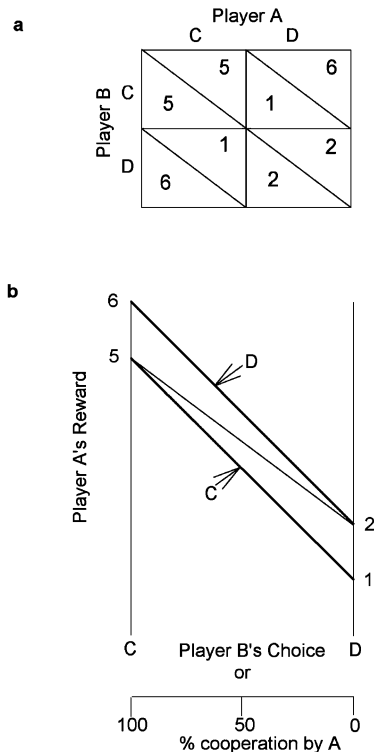 a
Player A
C D
Player B
C
5 6
5 1
D
1 2
6 2
b
6
5
Player A's Reward
D
C
2
1
C Player B's Choice D
or
100 50 0
% cooperation by A